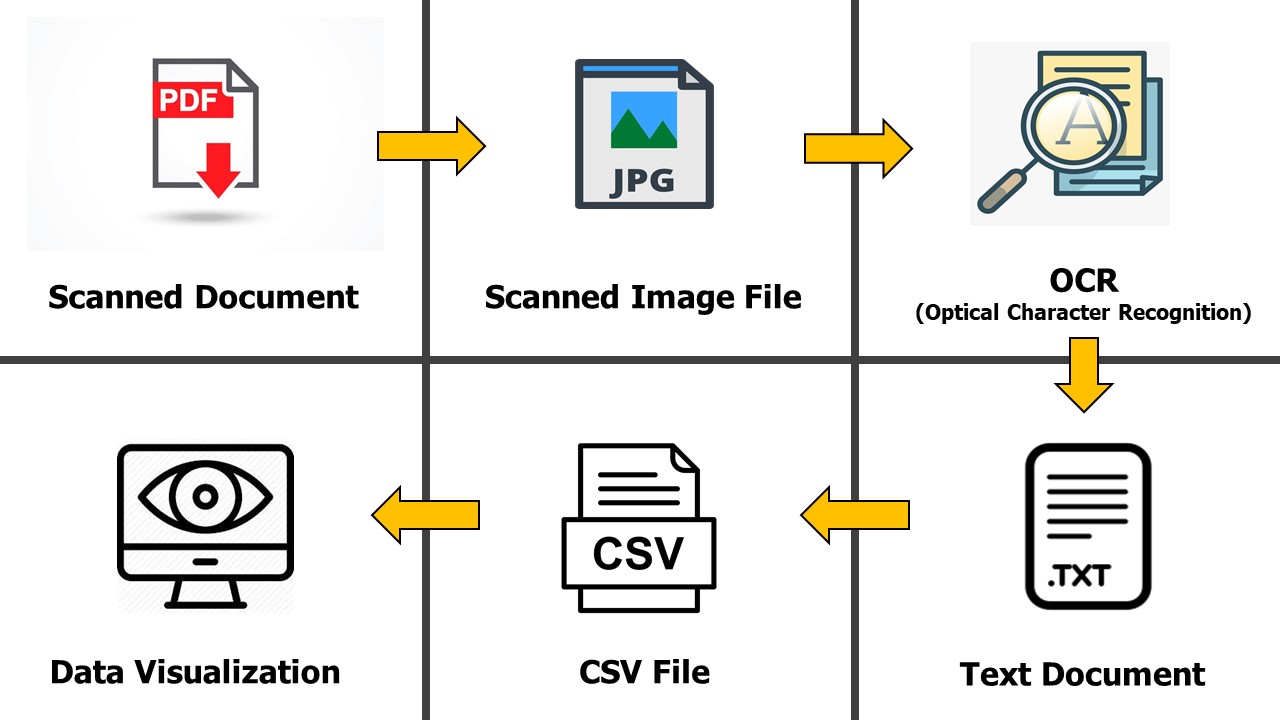 PDF
Scanned Document
JPG
Scanned Image File
A
OCR
(Optical Character Recognition)
.TXT
Text Document
CSV
CSV File
Data Visualization